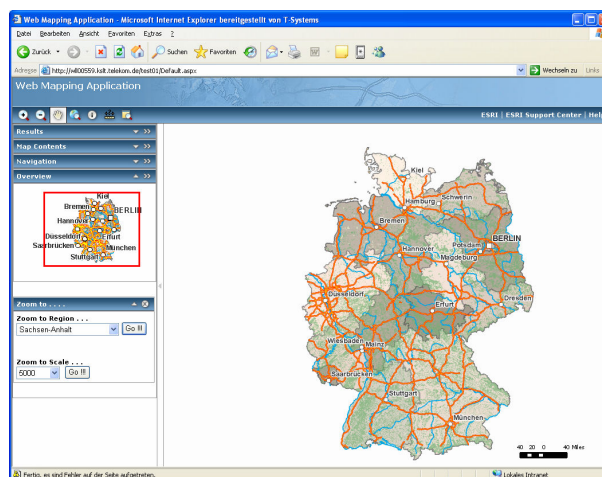 Web Mapping Application - Microsoft Internet Explorer bereitgestellt von T-Systems
Datei Bearbeiten Ansicht Favoriten Extras ?
Zurück Suchen Favoriten
Adresse http://w800559.kslt.telekom.de/test01/Default.aspx Wechseln zu Links
Web Mapping Application
ESRI | ESRI Support Center | Help
Results
Map Contents
Navigation
Overview
Kiel
Bremen BERLIN
Hannover
Düsseldorf Erfurt
Saarbrücken München
Stuttgart
Zoom to . . . .
Zoom to Region . . .
Sachsen-Anhalt Go !!!
Zoom to Scale . . .
5000 Go !!!
Kiel
Hamburg Schwerin
Bremen
BERLIN
Hannover Potsdam
Magdeburg
Düsseldorf
Dresden
Erfurt
Wiesbaden Mainz
Saarbrücken
Stuttgart
München
40 20 0 40 Miles
Fertig, es sind Fehler auf der Seite aufgetreten. Lokales Intranet